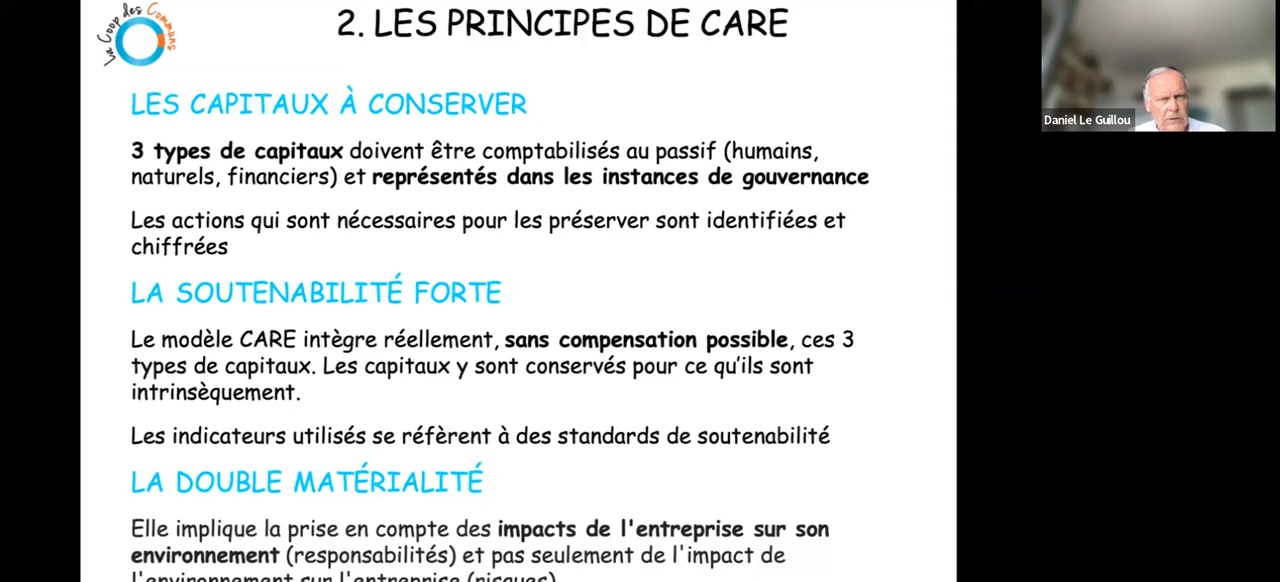 La Coop des Communs
2. LES PRINCIPES DE CARE
Daniel Le Guillou
LES CAPITAUX À CONSERVER
3 types de capitaux doivent être comptabilisés au passif (humains,
naturels, financiers) et représentés dans les instances de gouvernance
Les actions qui sont nécessaires pour les préserver sont identifiées et
chiffrées
LA SOUTENABILITÉ FORTE
Le modèle CARE intègre réellement, sans compensation possible, ces 3
types de capitaux. Les capitaux y sont conservés pour ce qu'ils sont
intrinsèquement.
Les indicateurs utilisés se réfèrent à des standards de soutenabilité
LA DOUBLE MATÉRIALITÉ
Elle implique la prise en compte des impacts de l'entreprise sur son
environnement (responsabilités) et pas seulement de l'impact de
l'environnement sur l'entreprise (risques)